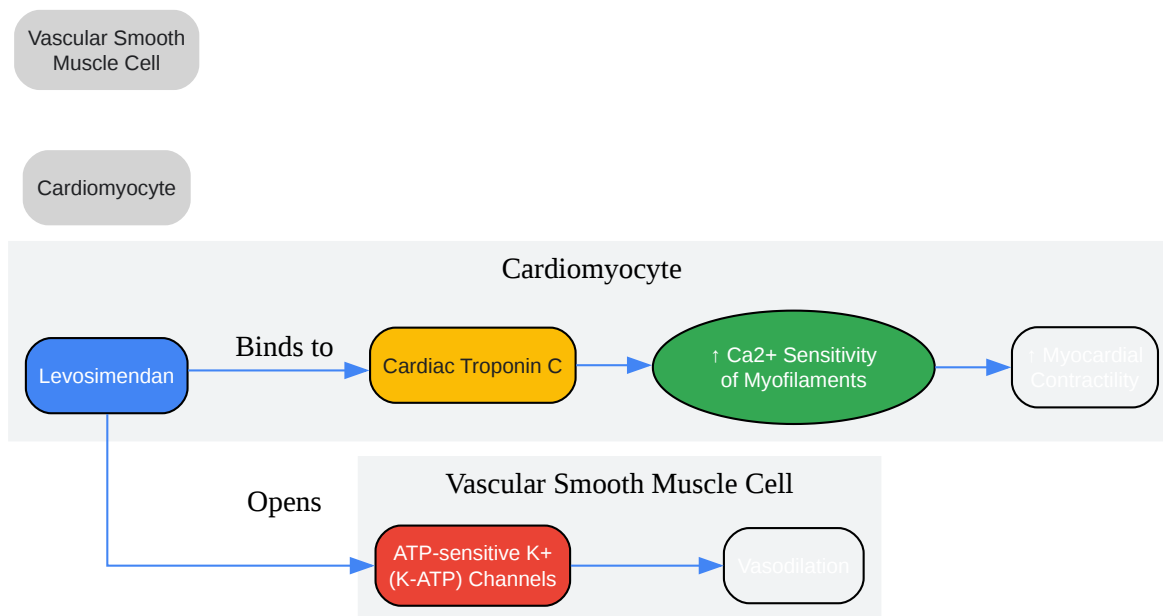 Vascular Smooth
Muscle Cell
Cardiomyocyte
Cardiomyocyte
Levosimendan
Binds to
Cardiac Troponin C
↑ Ca2+ Sensitivity
of Myofilaments
↑ Myocardial
Contractility
Opens
Vascular Smooth Muscle Cell
ATP-sensitive K+
(K-ATP) Channels
Vasodilation